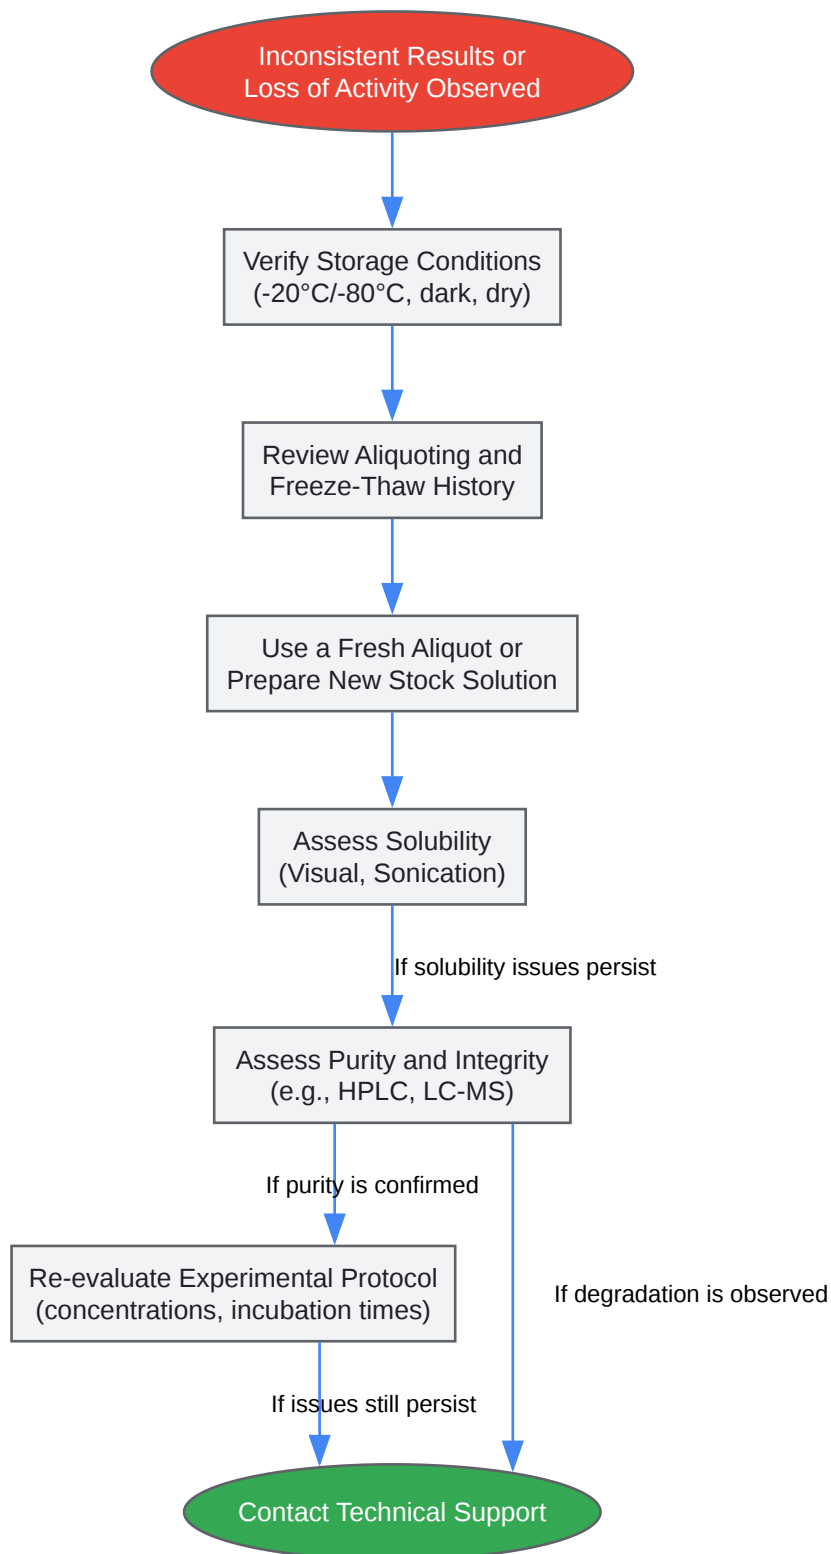 Inconsistent Results or
Loss of Activity Observed
Verify Storage Conditions
(-20°C/-80°C, dark, dry)
Review Aliquoting and
Freeze-Thaw History
Use a Fresh Aliquot or
Prepare New Stock Solution
Assess Solubility
(Visual, Sonication)
If solubility issues persist
Assess Purity and Integrity
(e.g., HPLC, LC-MS)
If purity is confirmed
Re-evaluate Experimental Protocol
(concentrations, incubation times)
If degradation is observed
If issues still persist
Contact Technical Support